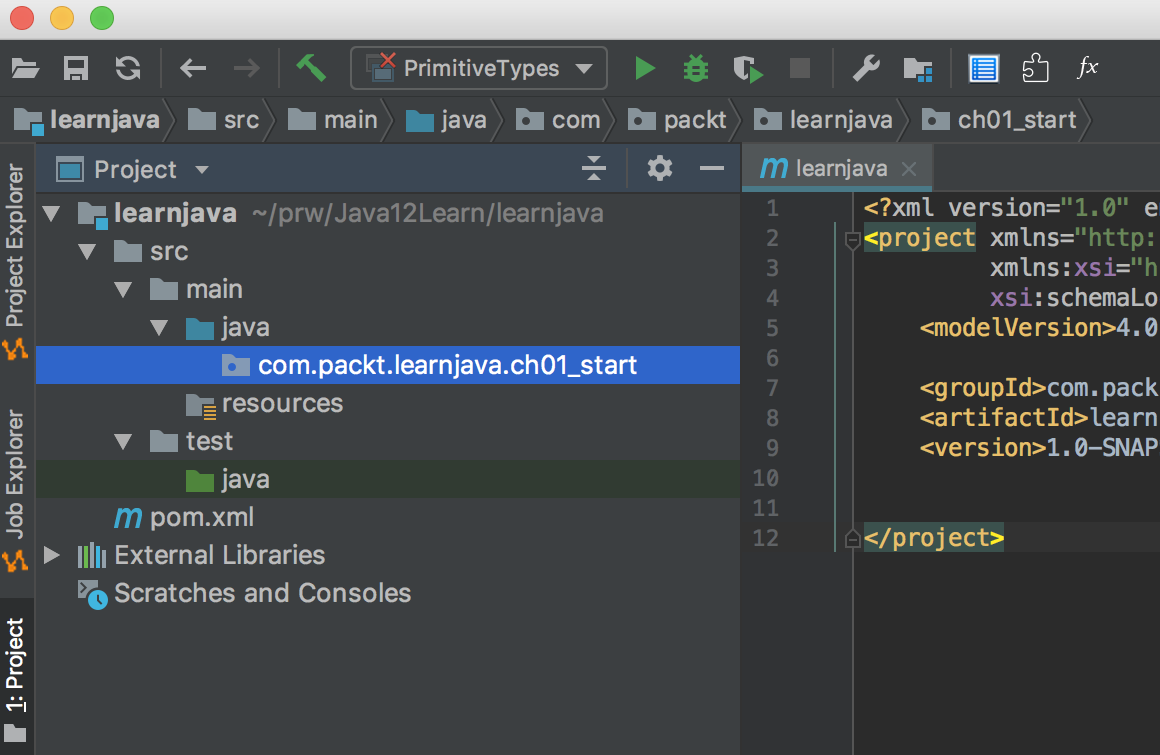 PrimitiveTypes
fx
learnjava src main java com packt learnjava ch01_start
Project Explorer
Job Explorer
1: Project
Project
learnjava ~/prw/Java12Learn/learnjava
src
main
java
com.packt.learnjava.ch01_start
resources
test
java
m pom.xml
External Libraries
Scratches and Consoles
m learnjava
1 <?xml version="1.0" e
2 <project xmlns="http:
3 xmlns:xsi="h
4 xsi:schemaLo
5 <modelVersion>4.0
6
7 <groupId>com.pack
8 <artifactId>learn
9 <version>1.0-SNAP
10
11
12 </project>